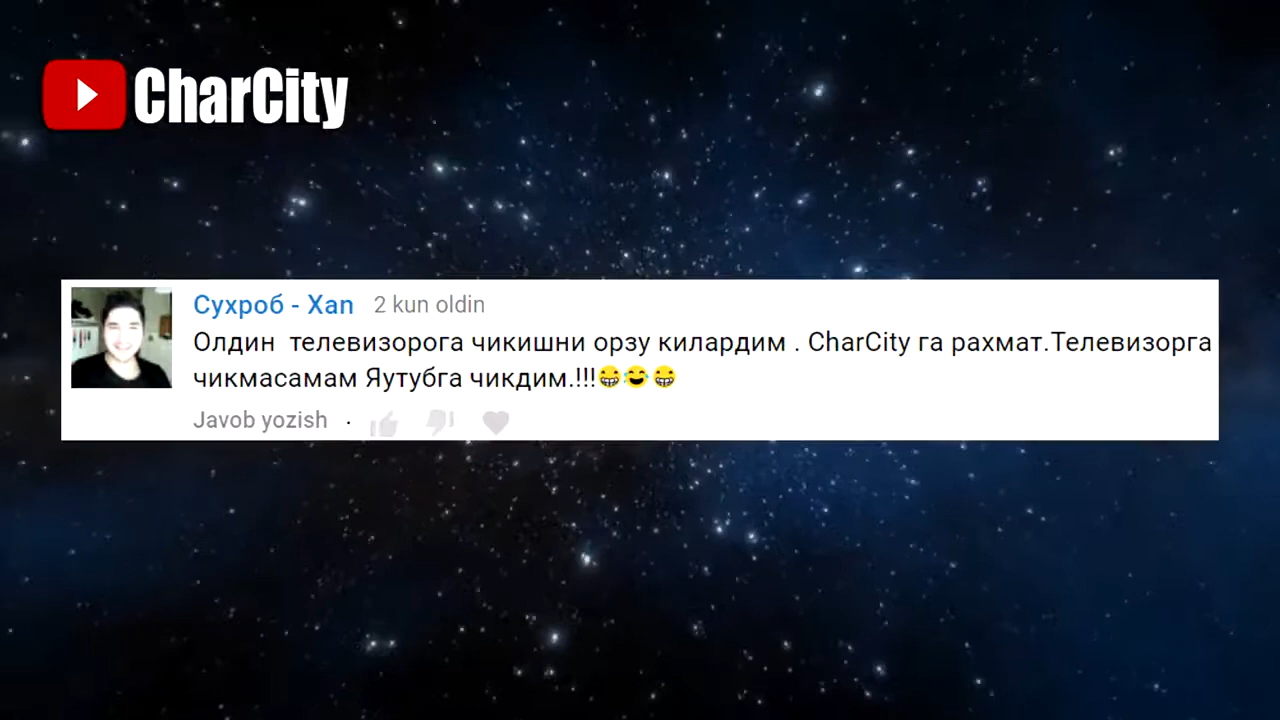 CharCity
Сухроб - Хап 2 kun oldin
Олдин телевизорога чикишни орзу килардим . CharCity га рахмат.Телевизорга
чикмасамам Яутубга чикдим.!!!😁😂😁
Javob yozish ·